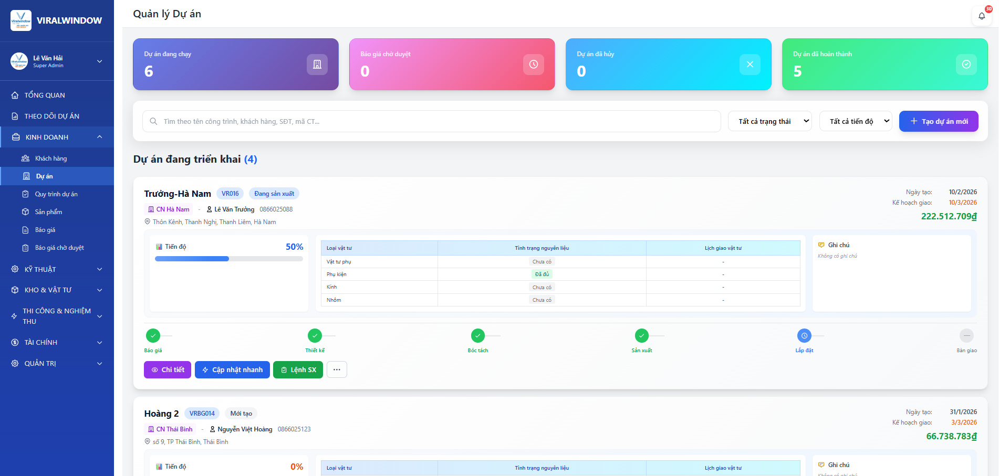 VIRALWINDOW
Lê Văn Hải
Super Admin
TỔNG QUAN
THEO DÕI DỰ ÁN
KINH DOANH
Khách hàng
Dự án
Quy trình dự án
Sản phẩm
Báo giá
Báo giá chờ duyệt
KỸ THUẬT
KHO & VẬT TƯ
THI CÔNG & NGHIỆM
THU
TÀI CHÍNH
QUẢN TRỊ
Quản lý Dự án
30
Dự án đang chạy
6
Báo giá chờ duyệt
0
Dự án đã hủy
0
Dự án đã hoàn thành
5
Tìm theo tên công trình, khách hàng, SĐT, mã CT...
Tất cả trạng thái
Tất cả tiến độ
Tạo dự án mới
Dự án đang triển khai (4)
Trưởng-Hà Nam VR016 Đang sản xuất
CN Hà Nam - Lê Văn Trưởng 0866025088
Thôn Kênh, Thanh Nghị, Thanh Liêm, Hà Nam
Ngày tạo: 10/2/2026
Kế hoạch giao: 10/3/2026
222.512.709₫
Tiến độ 50%
Loại vật tư Tình trạng nguyên liệu Lịch giao vật tư
Vật tư phụ Chưa có -
Phụ kiện Đã đủ -
Kính Chưa có -
Nhôm Chưa có -
Ghi chú
Không có ghi chú
Báo giá Thiết kế Bóc tách Sản xuất Lắp đặt Bàn giao
Chi tiết Cập nhật nhanh Lệnh SX ...
Hoàng 2 VRBG014 Mới tạo
CN Thái Bình - Nguyễn Việt Hoàng 0866025123
số 9, TP Thái Bình, Thái Bình
Ngày tạo: 31/1/2026
Kế hoạch giao: 3/3/2026
66.738.783₫
Tiến độ 0%
Loại vật tư Tình trạng nguyên liệu Lịch giao vật tư
Ghi chú
Không có ghi chú